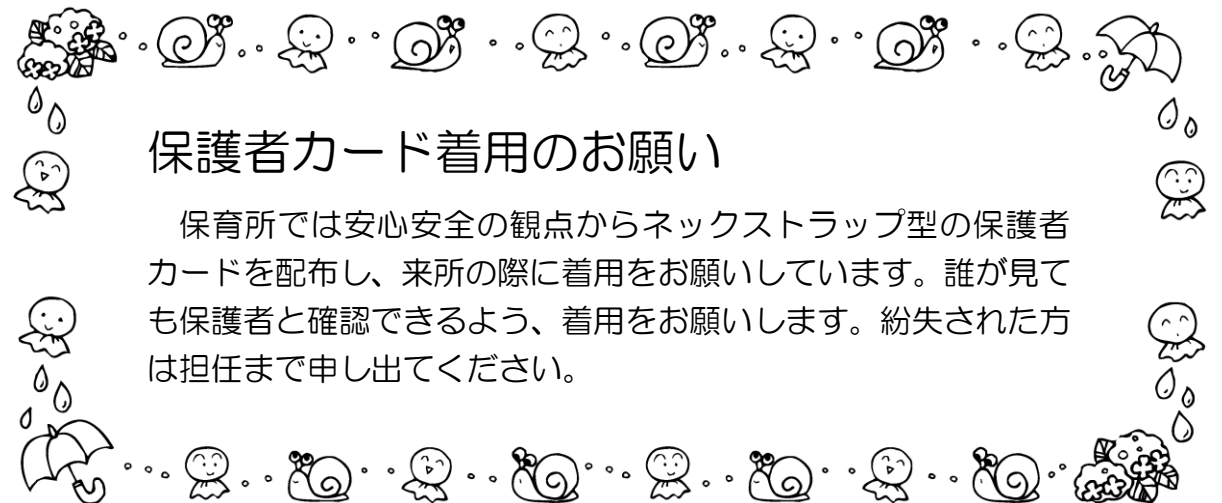 保護者カード着用のお願い
　保育所では安心安全の観点からネックストラップ型の保護者
カードを配布し、来所の際に着用をお願いしています。誰が見て
も保護者と確認できるよう、着用をお願いします。紛失された方
は担任まで申し出てください。